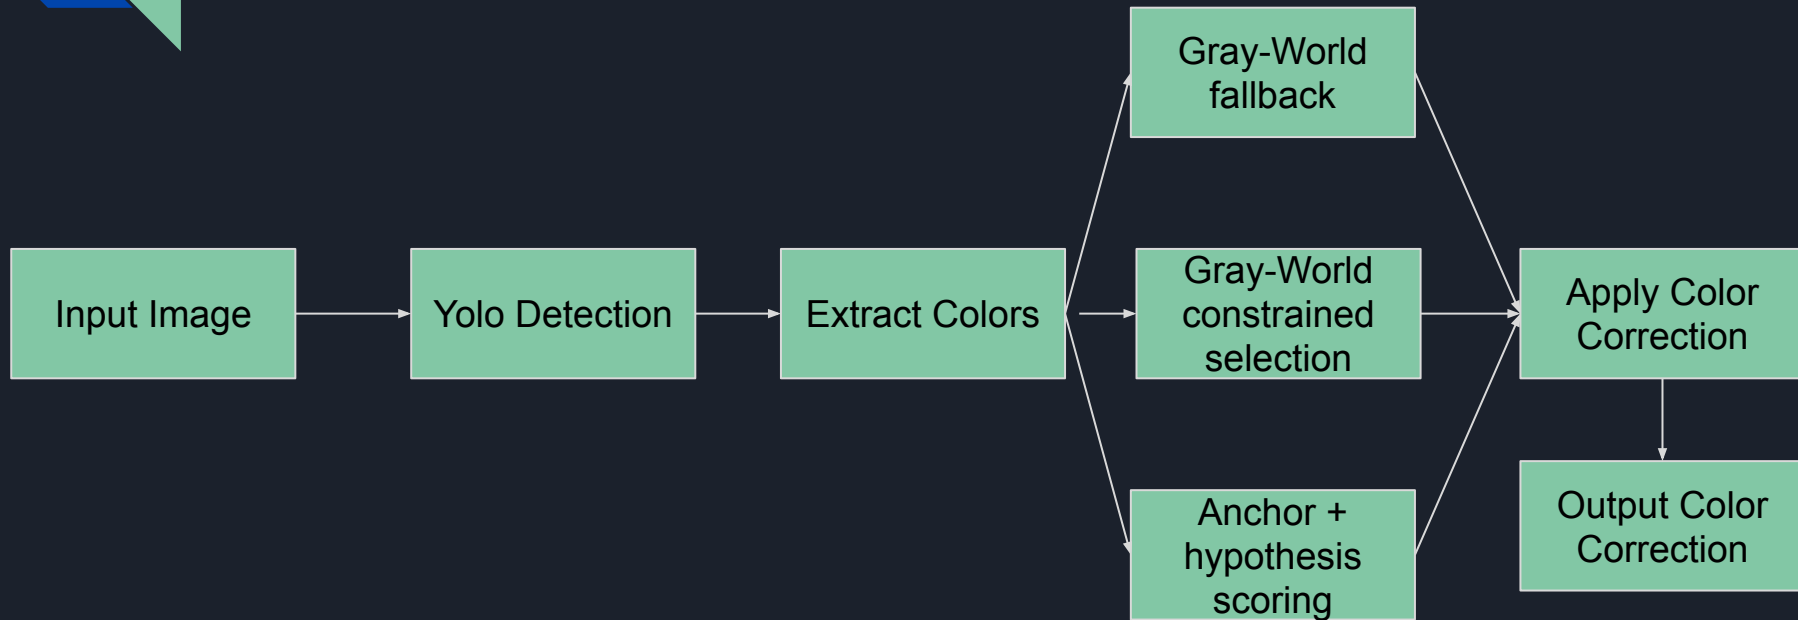 Gray-World
fallback
Input Image
Yolo Detection
Extract Colors
Gray-World
constrained
selection
Apply Color
Correction
Anchor +
hypothesis
scoring
Output Color
Correction